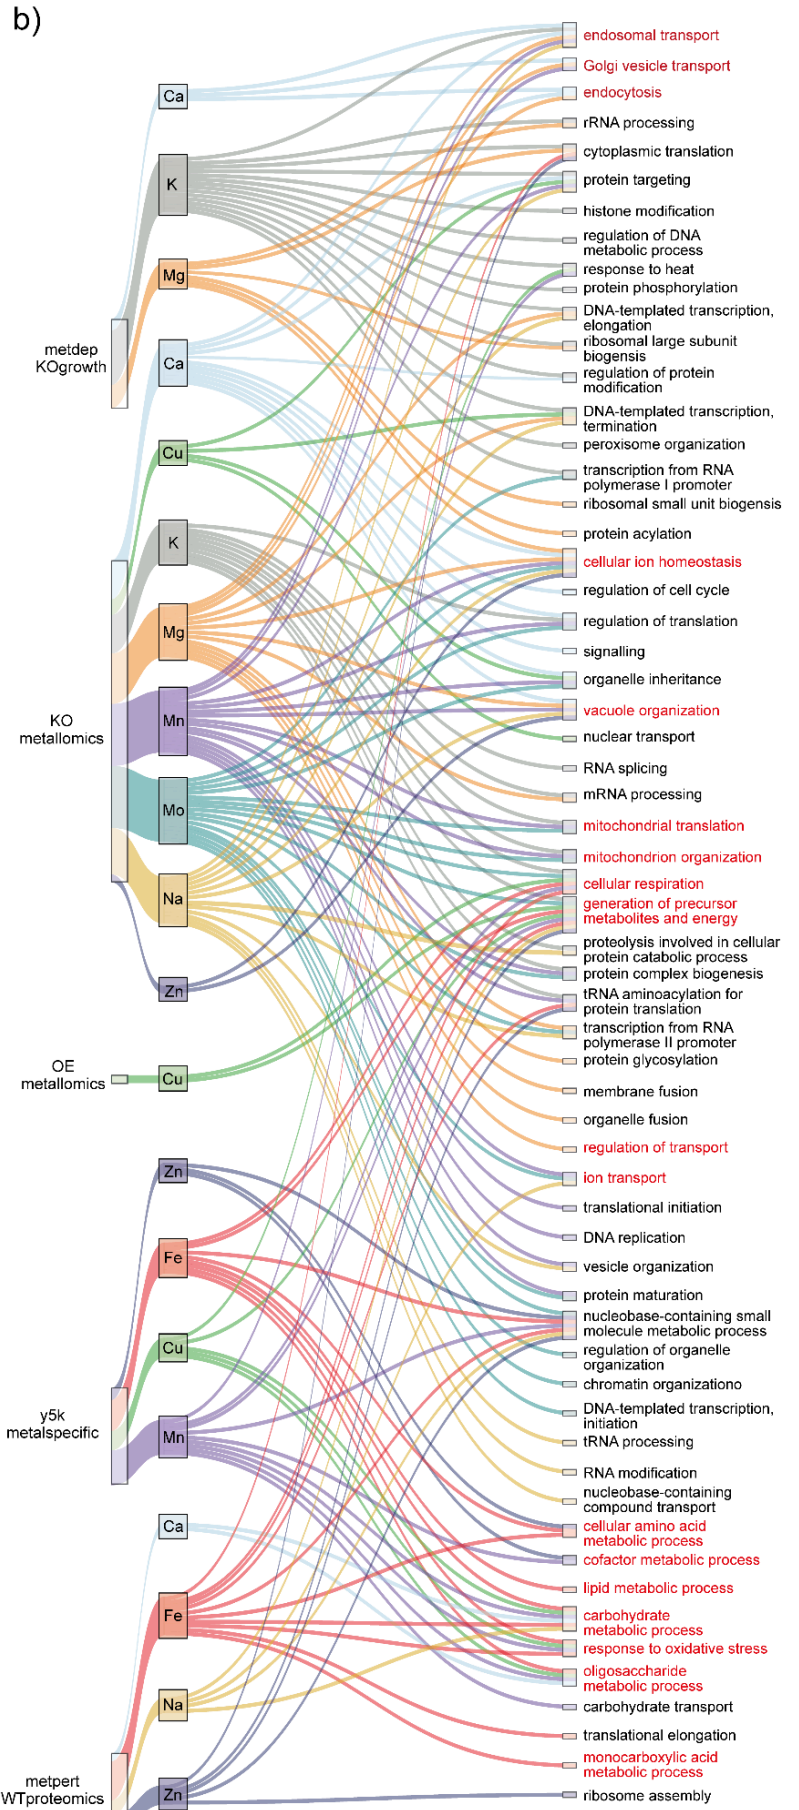 b)
metdep
KOgrowth
KO
metallomics
OE
metallomics
y5k
metalspecific
metpert
WTproteomics
Ca
K
Mg
Ca
Cu
K
Mg
Mn
Mo
Na
Zn
Cu
Zn
Fe
Cu
Mn
Ca
Fe
Na
Zn
endosomal transport
Golgi vesicle transport
endocytosis
rRNA processing
cytoplasmic translation
protein targeting
histone modification
regulation of DNA
metabolic process
response to heat
protein phosphorylation
DNA-templated transcription,
elongation
ribosomal large subunit
biogensis
regulation of protein
modification
DNA-templated transcription,
termination
peroxisome organization
transcription from RNA
polymerase I promoter
ribosomal small unit biogensis
protein acylation
cellular ion homeostasis
regulation of cell cycle
regulation of translation
signalling
organelle inheritance
vacuole organization
nuclear transport
RNA splicing
mRNA processing
mitochondrial translation
mitochondrion organization
cellular respiration
generation of precursor
metabolites and energy
proteolysis involved in cellular
protein catabolic process
protein complex biogenesis
tRNA aminoacylation for
protein translation
transcription from RNA
polymerase II promoter
protein glycosylation
membrane fusion
organelle fusion
regulation of transport
ion transport
translational initiation
DNA replication
vesicle organization
protein maturation
nucleobase-containing small
molecule metabolic process
regulation of organelle
organization
chromatin organizationo
DNA-templated transcription,
initiation
tRNA processing
RNA modification
nucleobase-containing
compound transport
cellular amino acid
metabolic process
cofactor metabolic process
lipid metabolic process
carbohydrate
metabolic process
response to oxidative stress
oligosaccharide
metabolic process
carbohydrate transport
translational elongation
monocarboxylic acid
metabolic process
ribosome assembly